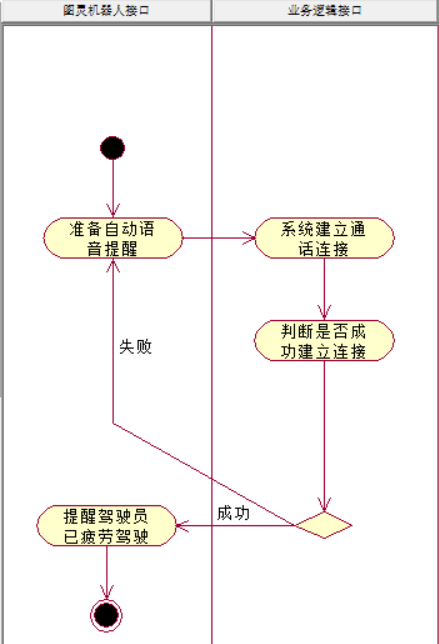 图灵机器人接口
业务逻辑接口
准备自动语
音提醒
系统建立通
话连接
判断是否成
功建立连接
失败
成功
提醒驾驶员
已疲劳驾驶